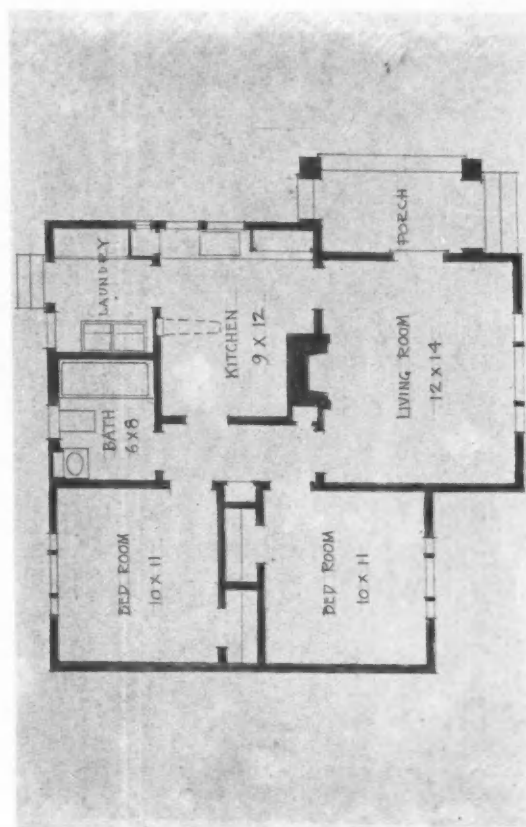 PORCH
LAUNDRY
KITCHEN
9 X 12
LIVING ROOM
12 X 14
BATH
6 X 8
BED ROOM
10 X 11
BED ROOM
10 X 11